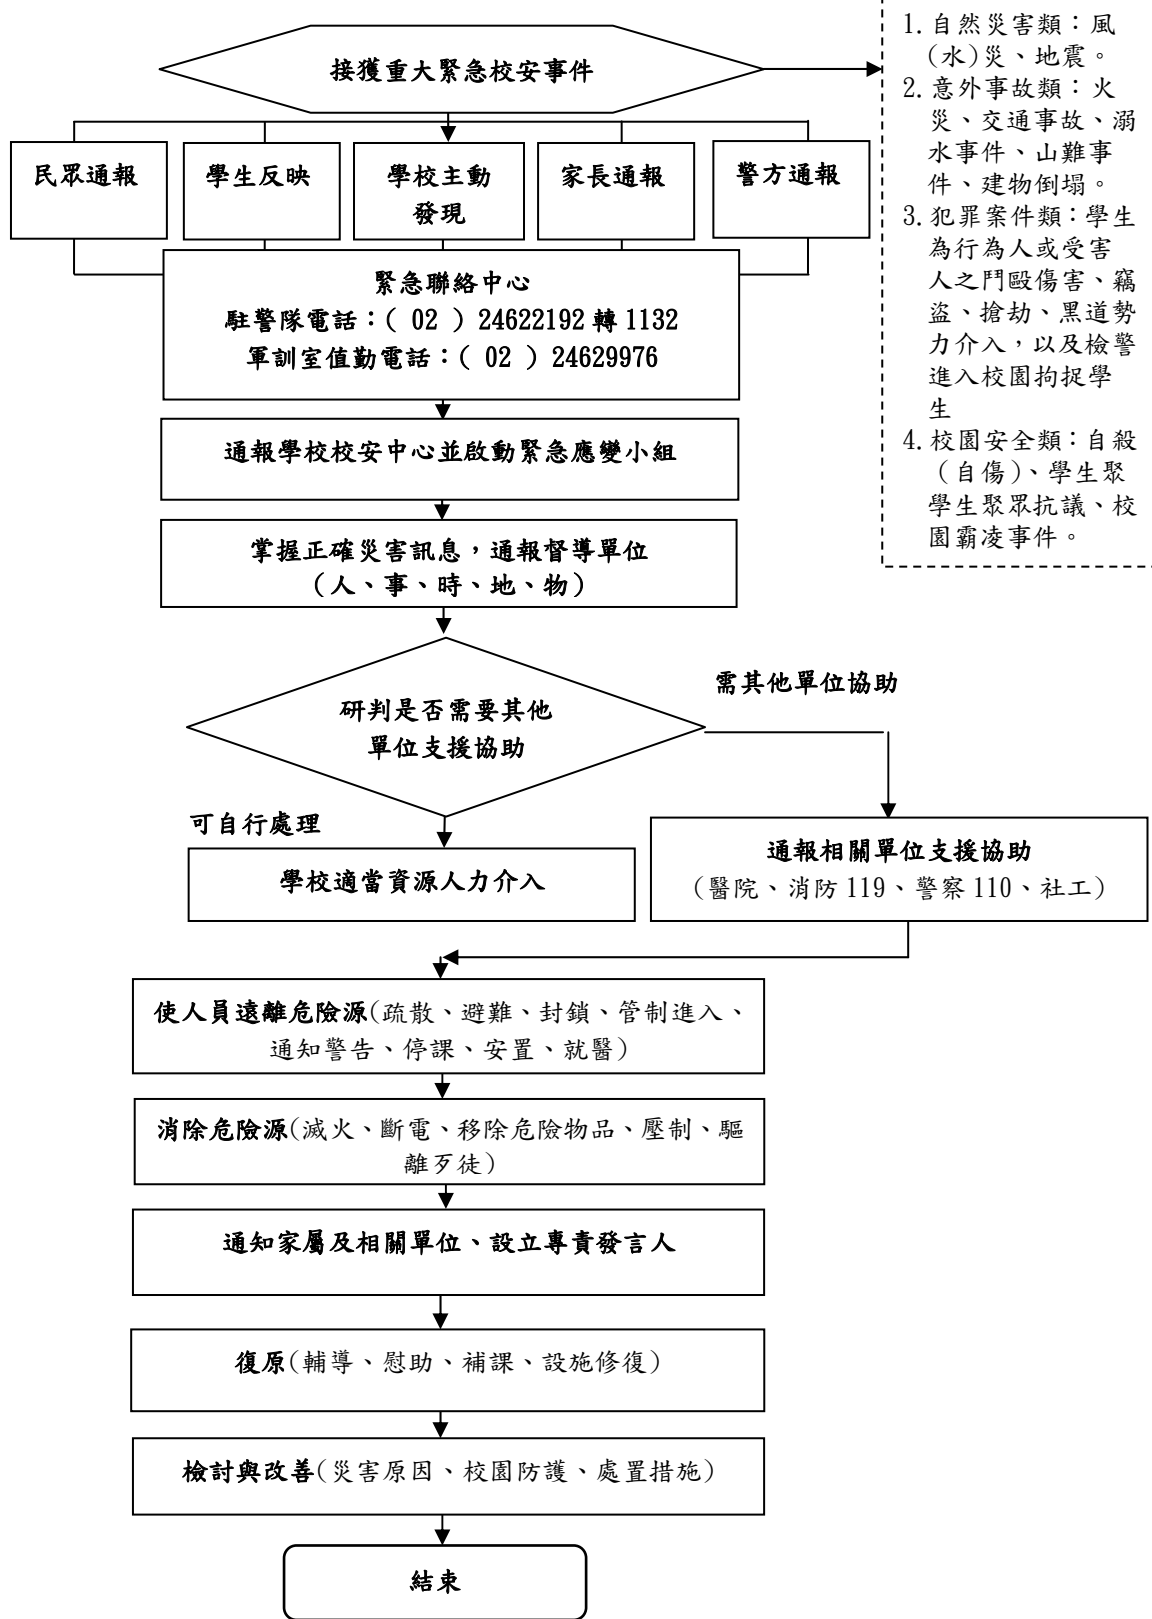 接獲重大緊急校安事件
1.自然災害類：風
(水)災、地震。
2.意外事故類：火
災、交通事故、溺
水事件、山難事
件、建物倒塌。
3.犯罪案件類：學生
為行為人或受害
人之鬥毆傷害、竊
盜、搶劫、黑道勢
力介入，以及檢警
進入校園拘捉學
生
4.校園安全類：自殺
（自傷）、學生聚
學生聚眾抗議、校
園霸凌事件。
民眾通報
學生反映
學校主動
發現
家長通報
警方通報
緊急聯絡中心
駐警隊電話：( 02 ) 24622192 轉 1132
軍訓室值勤電話：( 02 ) 24629976
通報學校校安中心並啟動緊急應變小組
掌握正確災害訊息，通報督導單位
（人、事、時、地、物）
研判是否需要其他
單位支援協助
需其他單位協助
可自行處理
學校適當資源人力介入
通報相關單位支援協助
（醫院、消防 119、警察 110、社工）
使人員遠離危險源(疏散、避難、封鎖、管制進入、
通知警告、停課、安置、就醫)
消除危險源(滅火、斷電、移除危險物品、壓制、驅
離歹徒)
通知家屬及相關單位、設立專責發言人
復原(輔導、慰助、補課、設施修復)
檢討與改善(災害原因、校園防護、處置措施)
結束